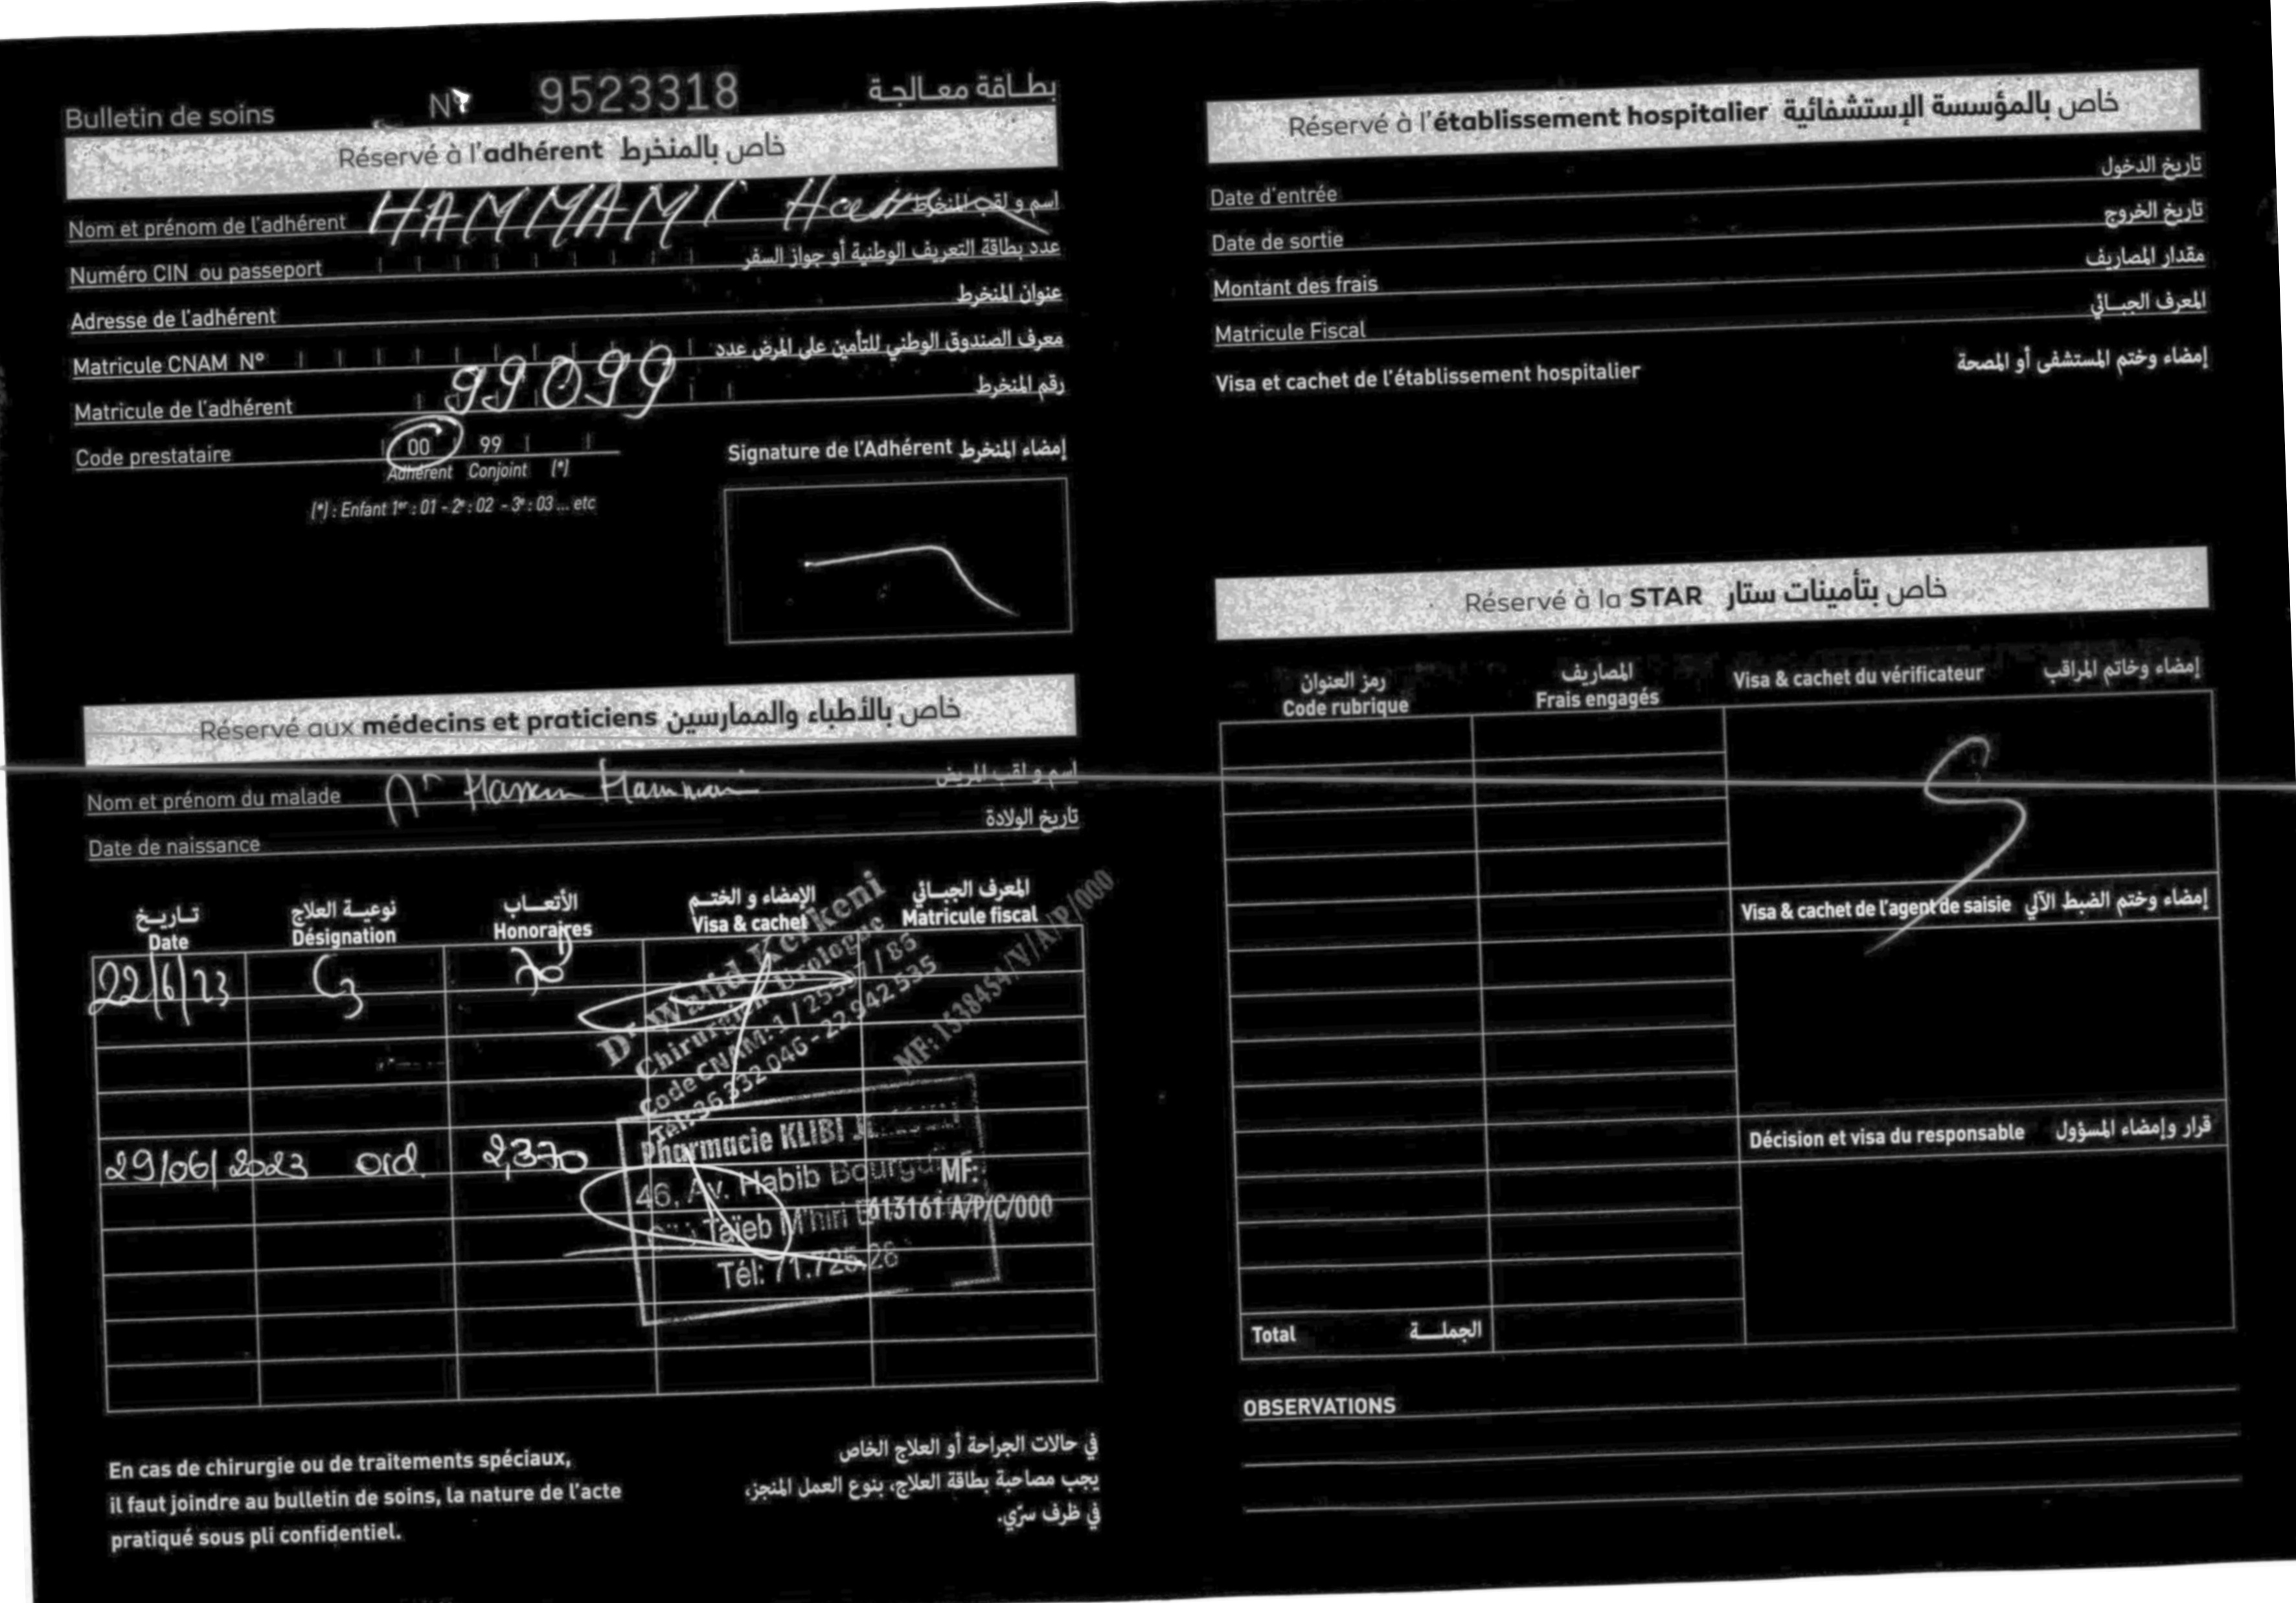 Bulletin de soins N° 9523318 بطاقة معالجة
Réservé à l'adhérent خاص بالمنخرط
Nom et prénom de l'adhérent HAMMAMI اسم و لقب المنخرط
Numéro CIN ou passeport عدد بطاقة التعريف الوطنية أو جواز السفر
Adresse de l'adhérent عنوان المنخرط
Matricule CNAM N° معرف الصندوق الوطني للتأمين على المرض عدد
Matricule de l'adhérent 99099 رقم المنخرط
Code prestataire 00 99
Adhérent Conjoint (*)
(*) : Enfant 1er : 01 - 2e : 02 - 3e : 03 ... etc
Signature de l'Adhérent إمضاء المنخرط
Réservé aux médecins et praticiens خاص بالأطباء والممارسين
Nom et prénom du malade Mr Hassen Hammami اسم و لقب المريض
Date de naissance تاريخ الولادة
تاريخ نوعية العلاج الأتعاب الإمضاء و الختم المعرف الجبائي
Date Désignation Honoraires Visa & cachet Matricule fiscal
22/6/23 C3 70
Dr Walid Kerkeni
Chirurgien Urologue
Code CNAM: 1 / 25597 / 86
Tél: 36 332 046 - 22 942 535
MF: 1538454/V/A/P/000
29/06/2023 ord. 2,370
Pharmacie KLIBI
46, Av. Habib Bourguiba
Taïeb M'hiri
Tél: 71.725.26
MF:
613161 A/P/C/000
En cas de chirurgie ou de traitements spéciaux,
il faut joindre au bulletin de soins, la nature de l'acte
pratiqué sous pli confidentiel.
في حالات الجراحة أو العلاج الخاص
يجب مصاحبة بطاقة العلاج، بنوع العمل المنجز،
في ظرف سرّي.
Réservé à l'établissement hospitalier خاص بالمؤسسة الإستشفائية
Date d'entrée تاريخ الدخول
Date de sortie تاريخ الخروج
Montant des frais مقدار المصاريف
Matricule Fiscal المعرف الجبائي
Visa et cachet de l'établissement hospitalier إمضاء وختم المستشفى أو المصحة
Réservé à la STAR خاص بتأمينات ستار
رمز العنوان المصاريف
Code rubrique Frais engagés Visa & cachet du vérificateur إمضاء وخاتم المراقب
Visa & cachet de l'agent de saisie إمضاء وختم الضبط الآلي
Décision et visa du responsable قرار وإمضاء المسؤول
Total الجملة
OBSERVATIONS